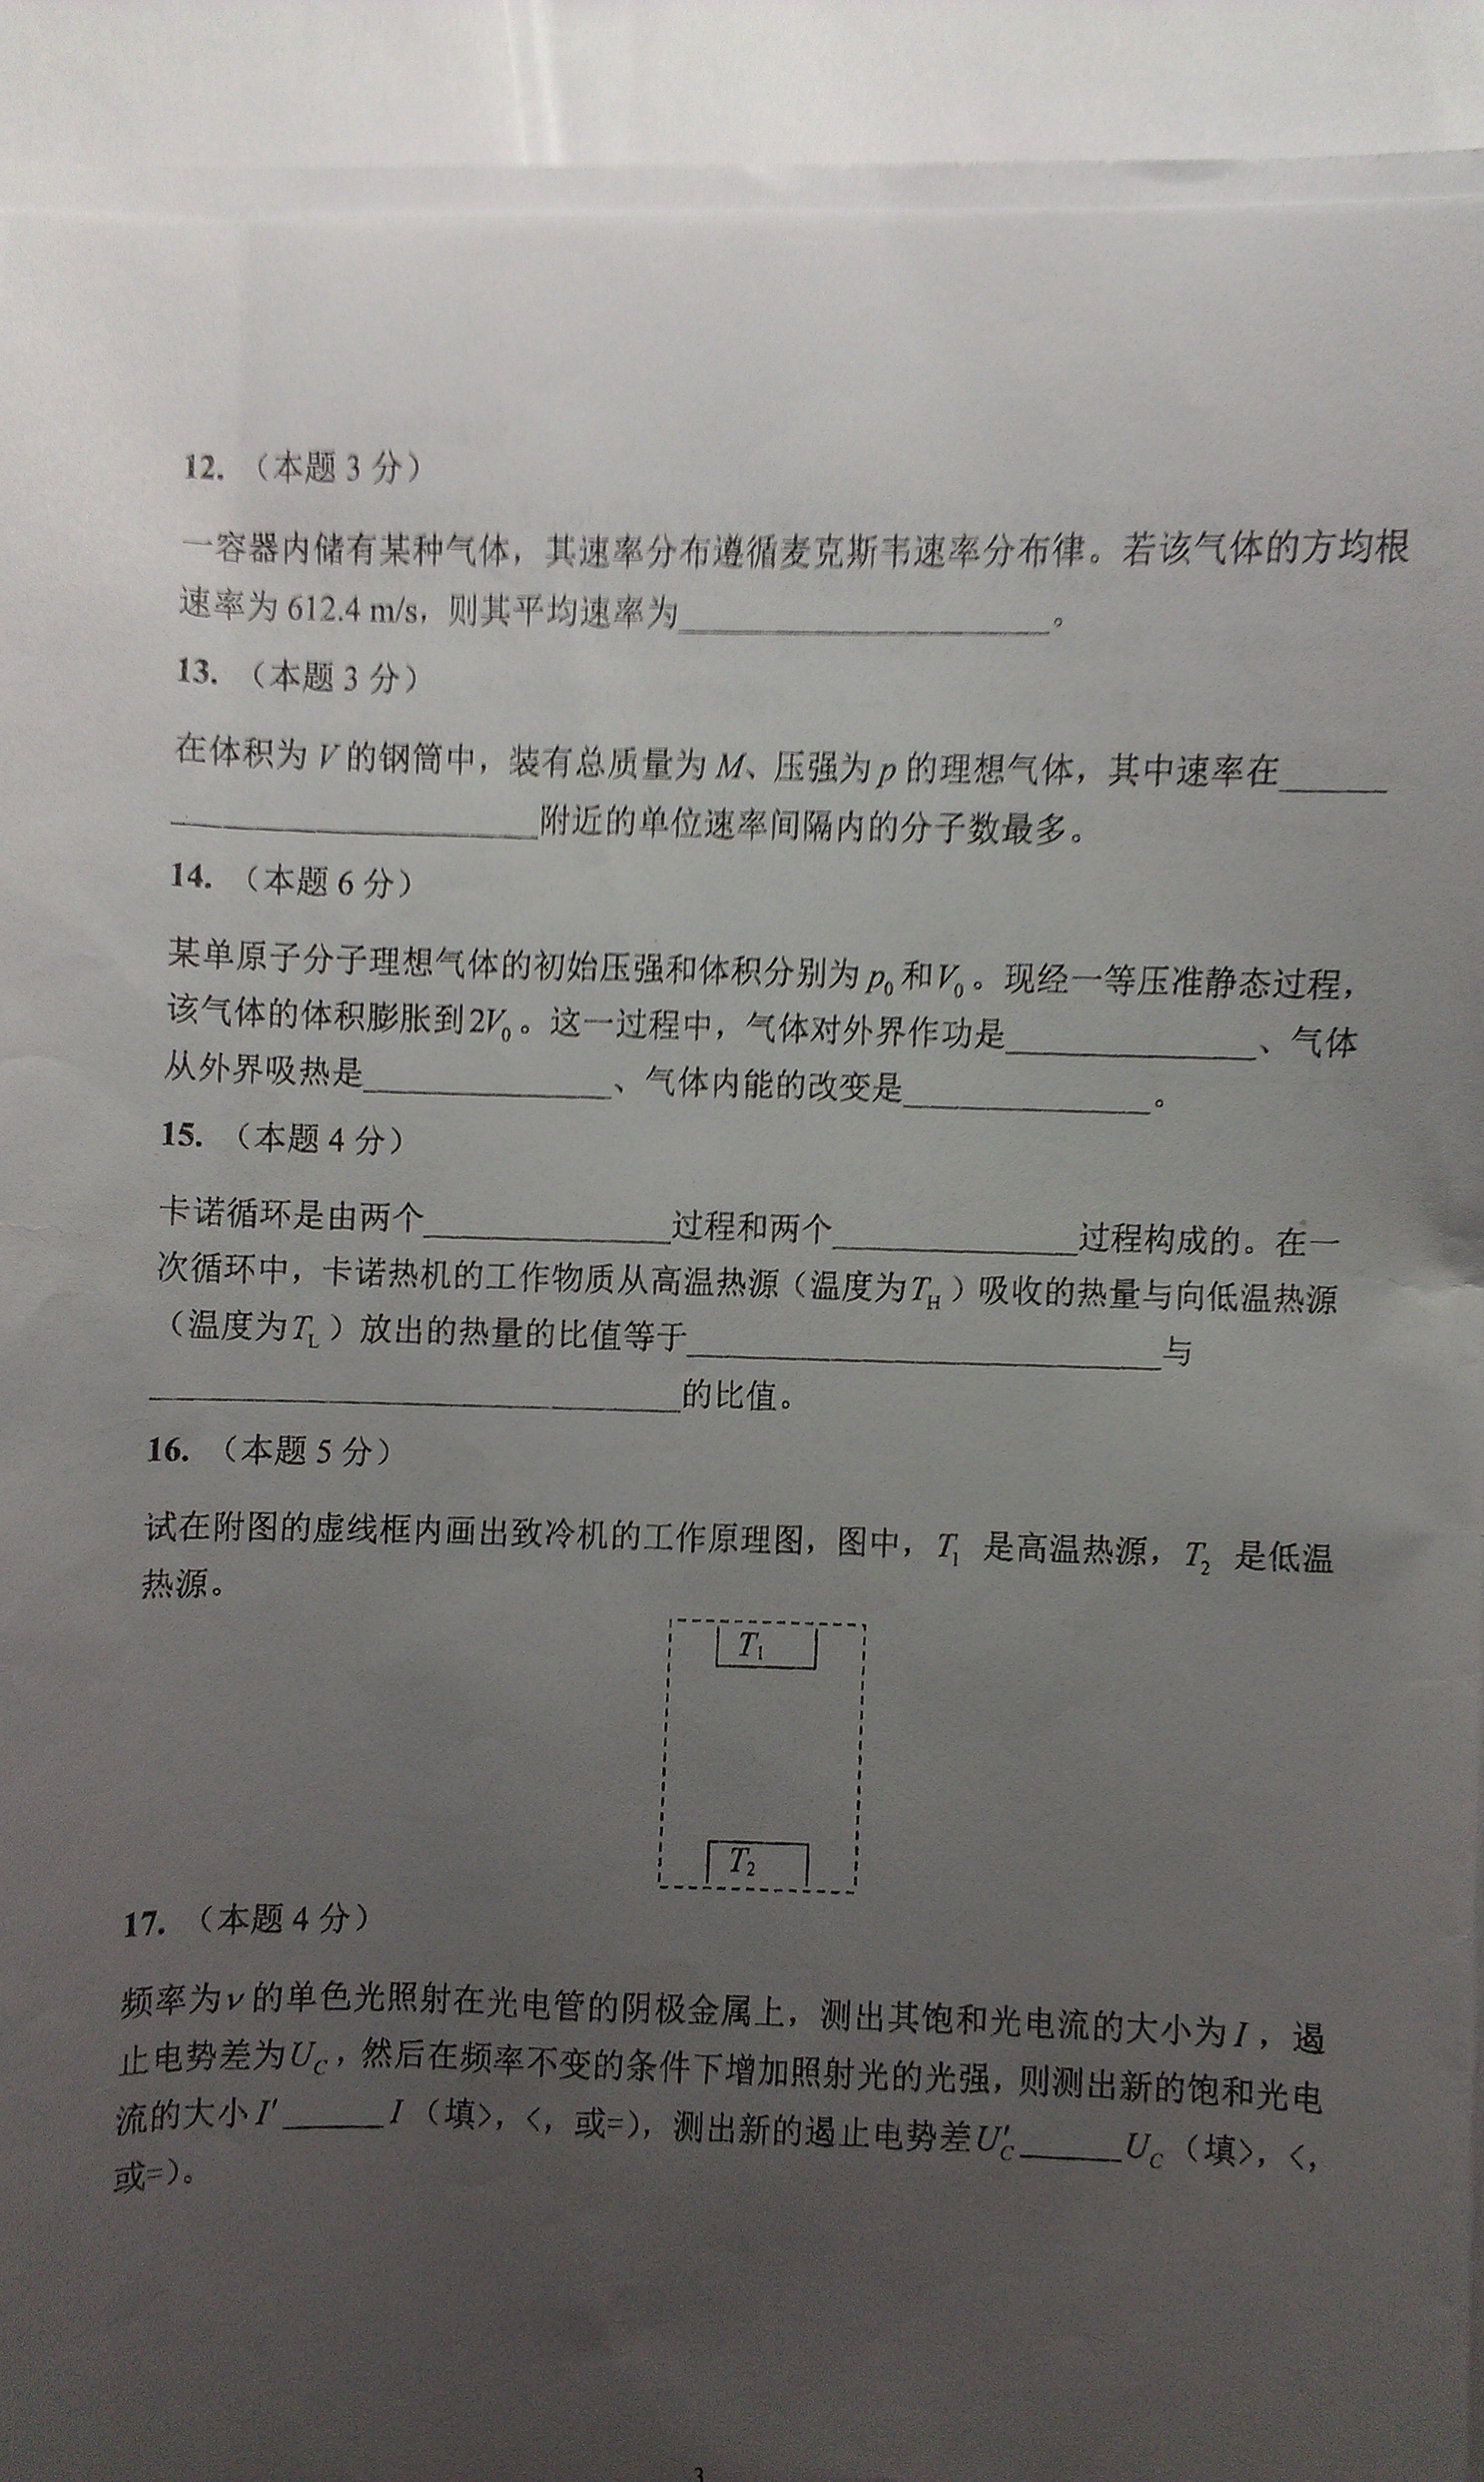 12. （本题 3 分）
一容器内储有某种气体，其速率分布遵循麦克斯韦速率分布律。若该气体的方均根
速率为 612.4 m/s，则其平均速率为____________。
13. （本题 3 分）
在体积为 V 的钢筒中，装有总质量为 M、压强为 p 的理想气体，其中速率在____
____________附近的单位速率间隔内的分子数最多。
14. （本题 6 分）
某单原子分子理想气体的初始压强和体积分别为 p₀ 和 V₀。现经一等压准静态过程，
该气体的体积膨胀到 2V₀。这一过程中，气体对外界作功是________、气体
从外界吸热是________、气体内能的改变是________。
15. （本题 4 分）
卡诺循环是由两个________过程和两个________过程构成的。在一
次循环中，卡诺热机的工作物质从高温热源（温度为 T_H）吸收的热量与向低温热源
（温度为 T_L）放出的热量的比值等于________________与
________________的比值。
16. （本题 5 分）
试在附图的虚线框内画出致冷机的工作原理图，图中，T₁ 是高温热源，T₂ 是低温
热源。
T₁
T₂
17. （本题 4 分）
频率为 ν 的单色光照射在光电管的阴极金属上，测出其饱和光电流的大小为 I，遏
止电势差为 U_C，然后在频率不变的条件下增加照射光的光强，则测出新的饱和光电
流的大小 I′____I（填>，<，或=），测出新的遏止电势差 U′_C____U_C（填>，<，
或=）。
3